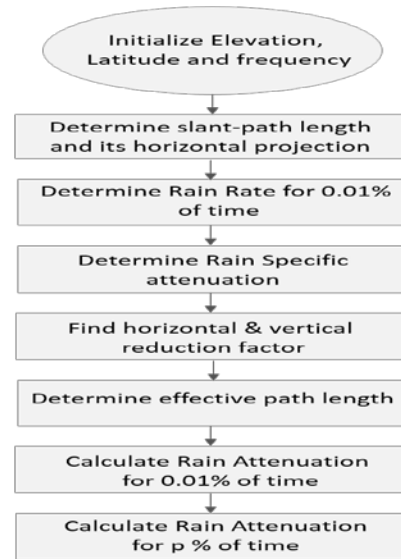 Initialize Elevation,
Latitude and frequency
Determine slant-path length
and its horizontal projection
Determine Rain Rate for 0.01%
of time
Determine Rain Specific
attenuation
Find horizontal & vertical
reduction factor
Determine effective path length
Calculate Rain Attenuation
for 0.01% of time
Calculate Rain Attenuation
for p % of time